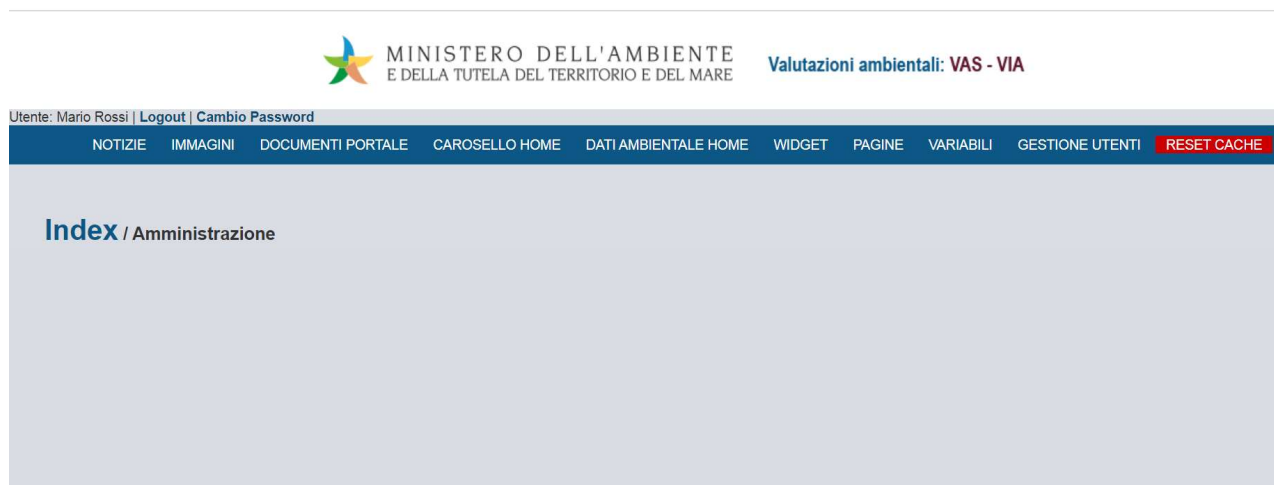 MINISTERO DELL'AMBIENTE
E DELLA TUTELA DEL TERRITORIO E DEL MARE
Valutazioni ambientali: VAS - VIA
Utente: Mario Rossi | Logout | Cambio Password
NOTIZIE IMMAGINI DOCUMENTI PORTALE CAROSELLO HOME DATI AMBIENTALE HOME WIDGET PAGINE VARIABILI GESTIONE UTENTI RESET CACHE
Index / Amministrazione